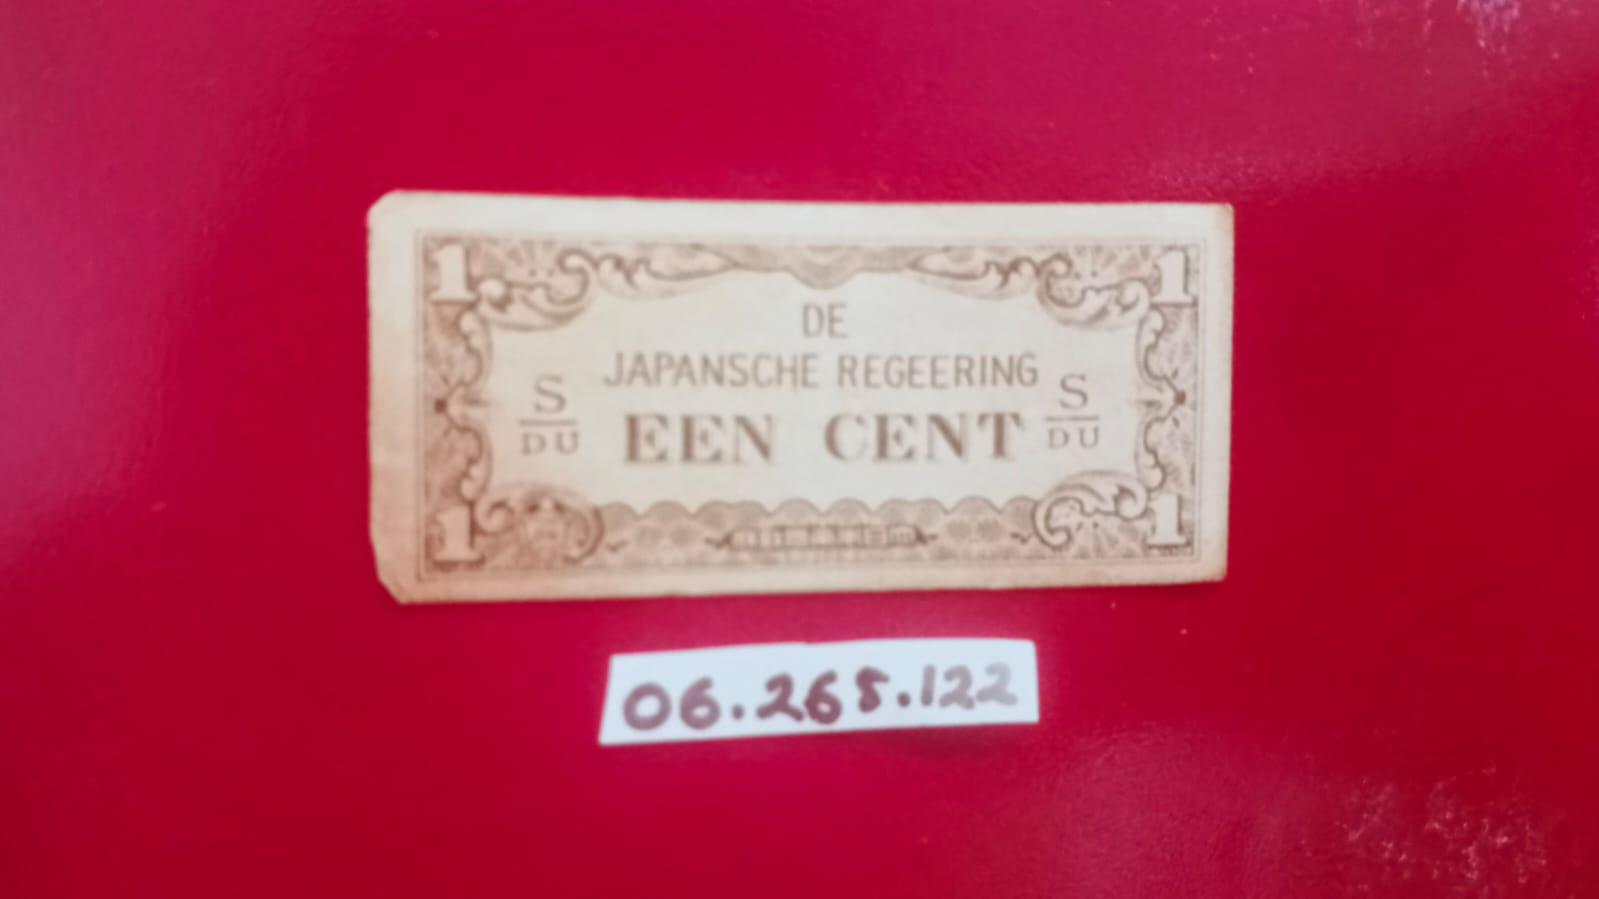 1 1
DE
JAPANSCHE REGEERING
S S
DU DU
EEN CENT
1 1
06.265.122